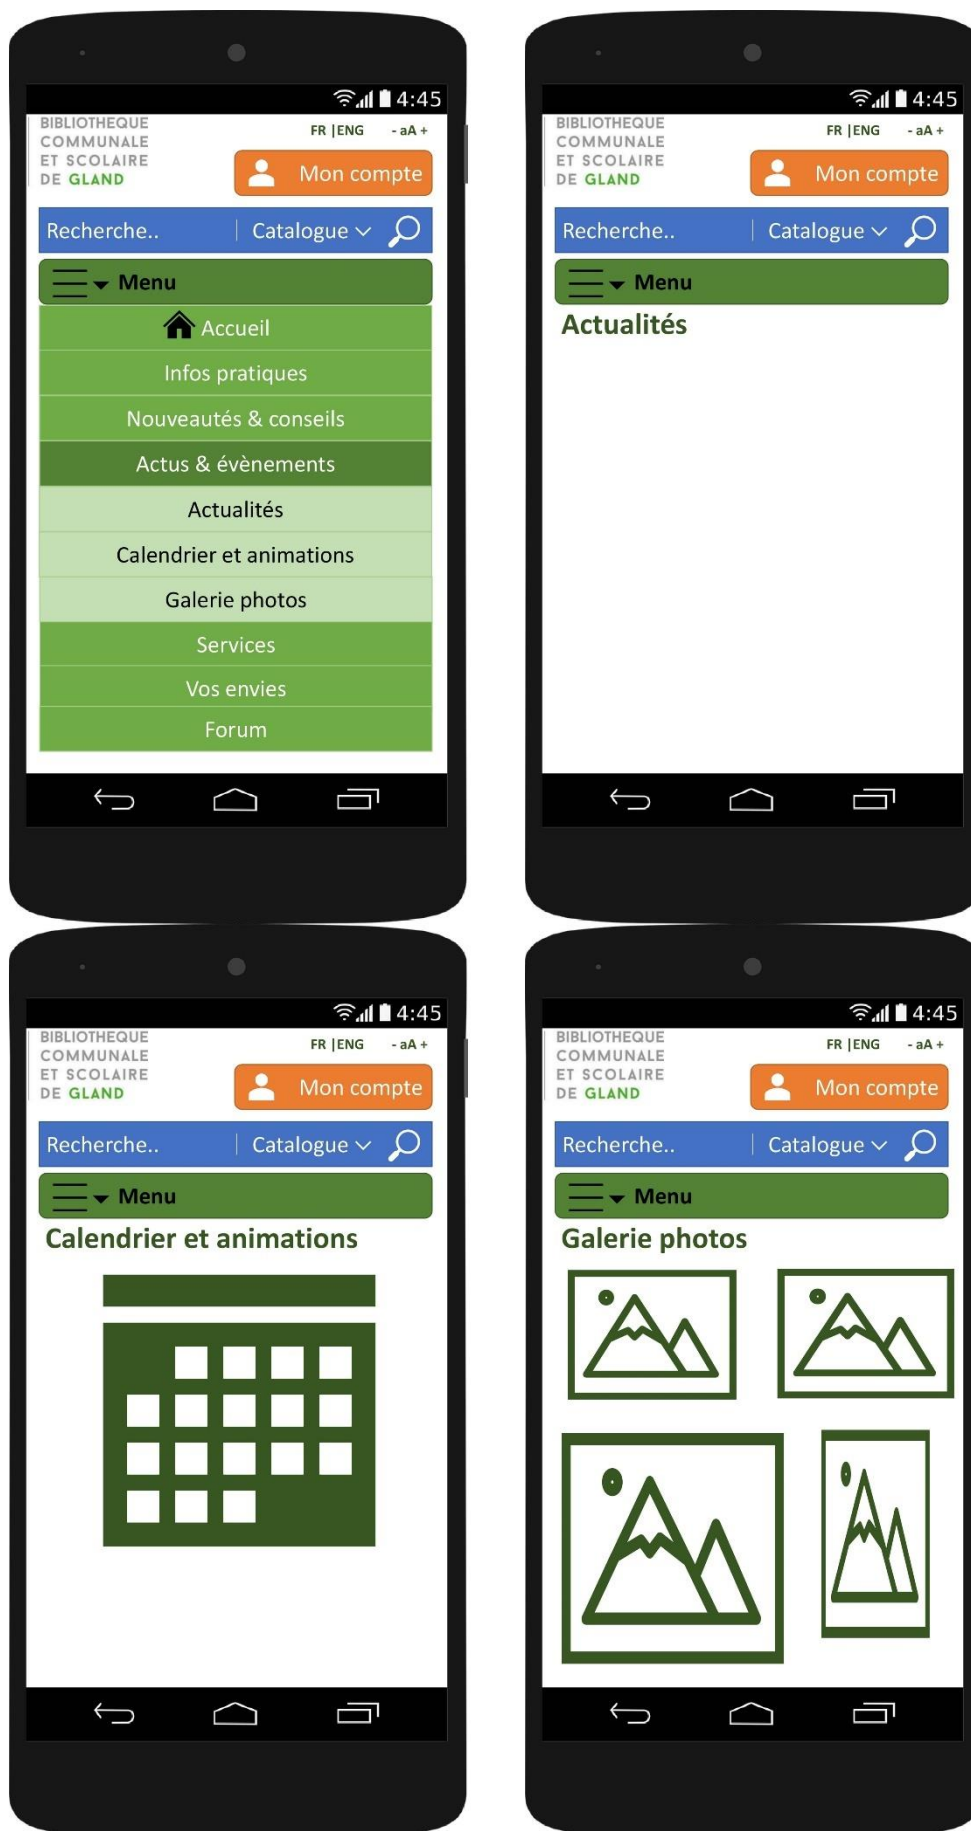 4:45
BIBLIOTHEQUE
COMMUNALE
ET SCOLAIRE
DE GLAND
FR |ENG - aA +
Mon compte
Recherche.. | Catalogue
Menu
Accueil
Infos pratiques
Nouveautés & conseils
Actus & évènements
Actualités
Calendrier et animations
Galerie photos
Services
Vos envies
Forum
4:45
BIBLIOTHEQUE
COMMUNALE
ET SCOLAIRE
DE GLAND
FR |ENG - aA +
Mon compte
Recherche.. | Catalogue
Menu
Actualités
4:45
BIBLIOTHEQUE
COMMUNALE
ET SCOLAIRE
DE GLAND
FR |ENG - aA +
Mon compte
Recherche.. | Catalogue
Menu
Calendrier et animations
4:45
BIBLIOTHEQUE
COMMUNALE
ET SCOLAIRE
DE GLAND
FR |ENG - aA +
Mon compte
Recherche.. | Catalogue
Menu
Galerie photos